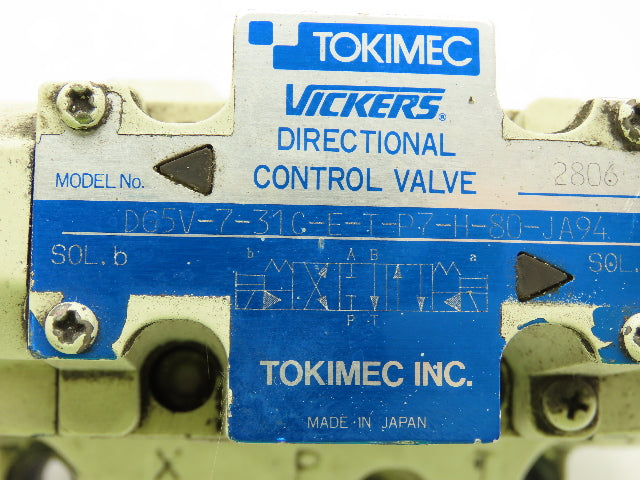 TOKIMEC
VICKERS®
DIRECTIONAL
CONTROL VALVE
MODEL No.
2806
DG5V-7-31C-E-T-P7-H-80-JA94
SOL. b
b
A B
a
SOL.
P T
TOKIMEC INC.
MADE IN JAPAN
X P